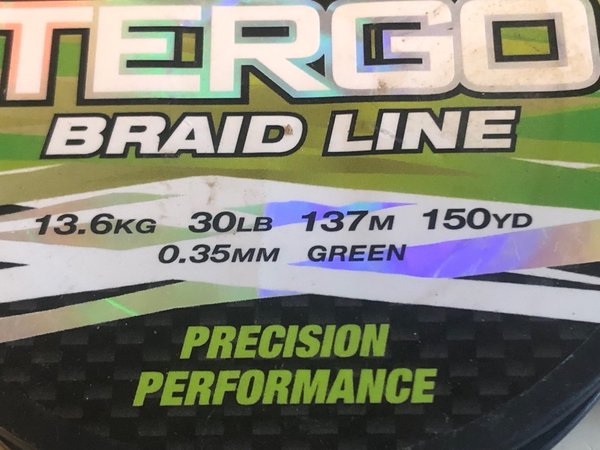 TERGO
BRAID LINE
13.6KG 30LB 137M 150YD
0.35MM GREEN
PRECISION
PERFORMANCE